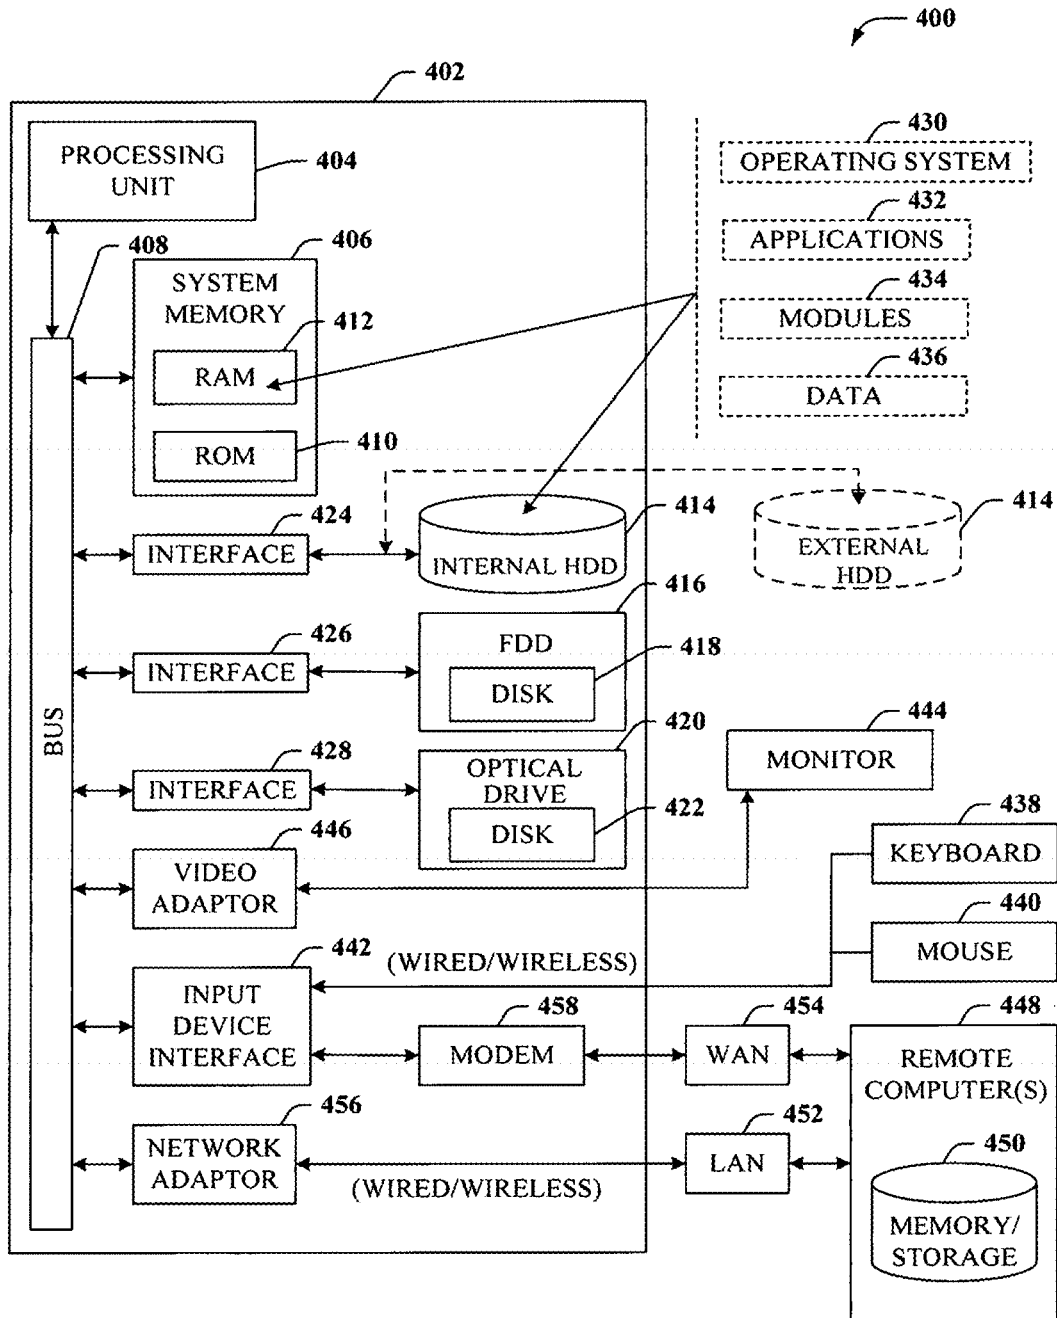 400
402
PROCESSING
UNIT
404
430
OPERATING SYSTEM
432
APPLICATIONS
434
MODULES
436
DATA
408
406
SYSTEM
MEMORY
412
RAM
410
ROM
424
INTERFACE
414
INTERNAL HDD
414
EXTERNAL
HDD
416
FDD
426
INTERFACE
418
DISK
BUS
420
OPTICAL
DRIVE
428
INTERFACE
422
DISK
444
MONITOR
446
VIDEO
ADAPTOR
438
KEYBOARD
440
MOUSE
442
INPUT
DEVICE
INTERFACE
(WIRED/WIRELESS)
458
MODEM
454
WAN
448
REMOTE
COMPUTER(S)
456
NETWORK
ADAPTOR
(WIRED/WIRELESS)
452
LAN
450
MEMORY/
STORAGE